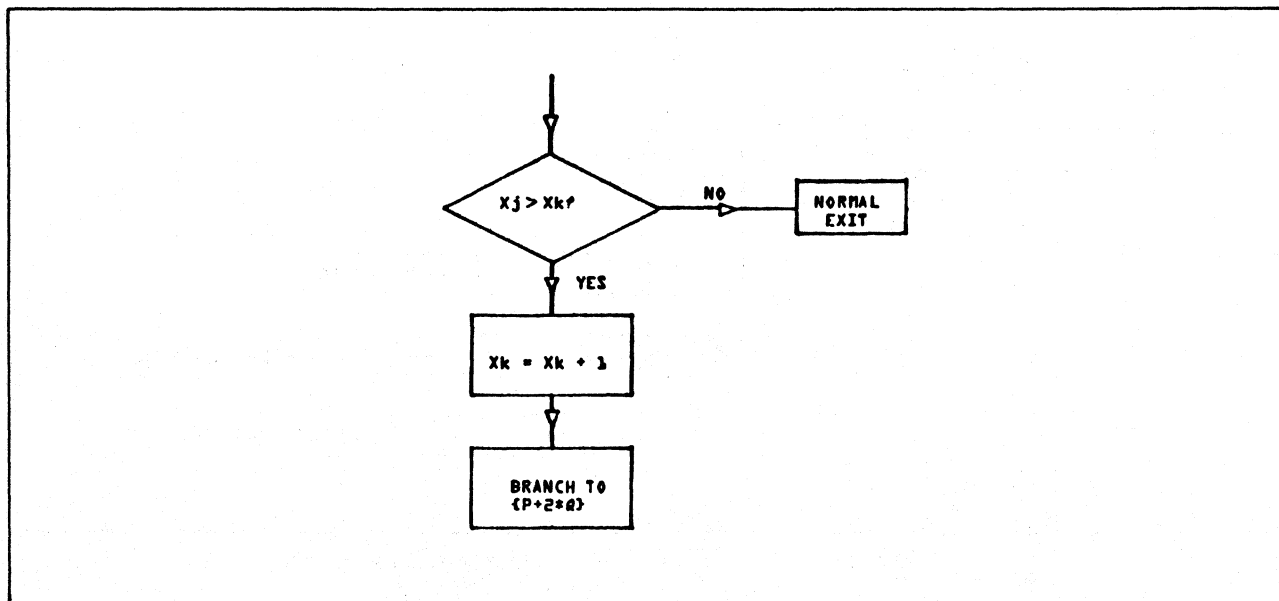 Xj > Xk?
NO
NORMAL
EXIT
YES
Xk = Xk + 1
BRANCH TO
{P+2*Q}